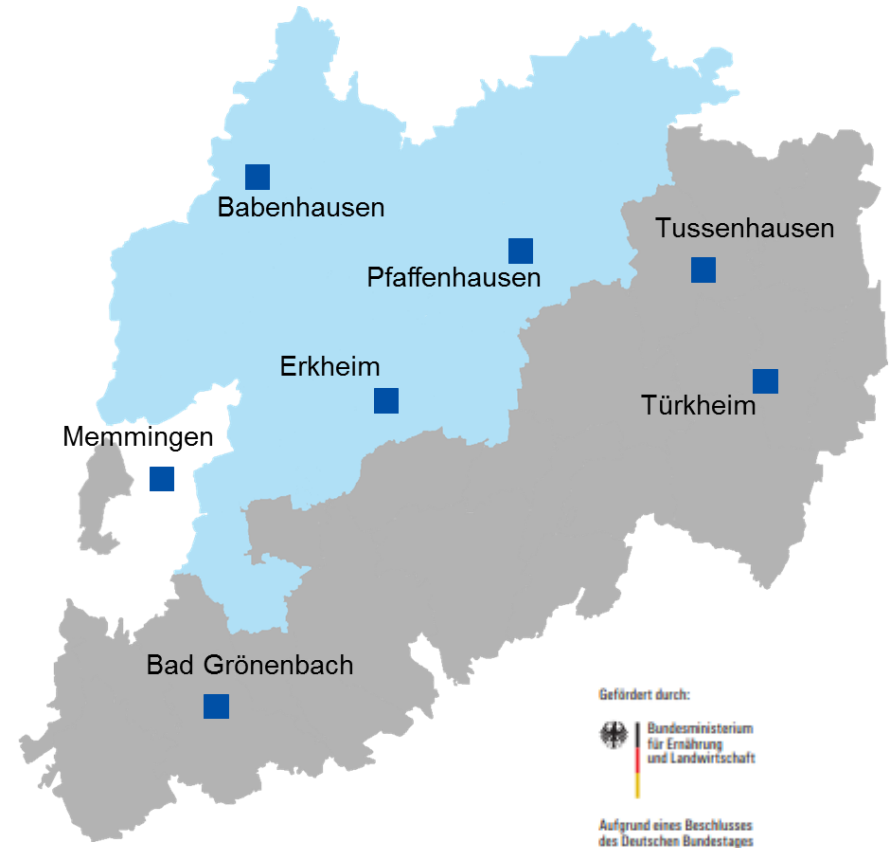 Babenhausen
Tussenhausen
Pfaffenhausen
Erkheim
Türkheim
Memmingen
Bad Grönenbach
Gefördert durch:
Bundesministerium
für Ernährung
und Landwirtschaft
Aufgrund eines Beschlusses
des Deutschen Bundestages